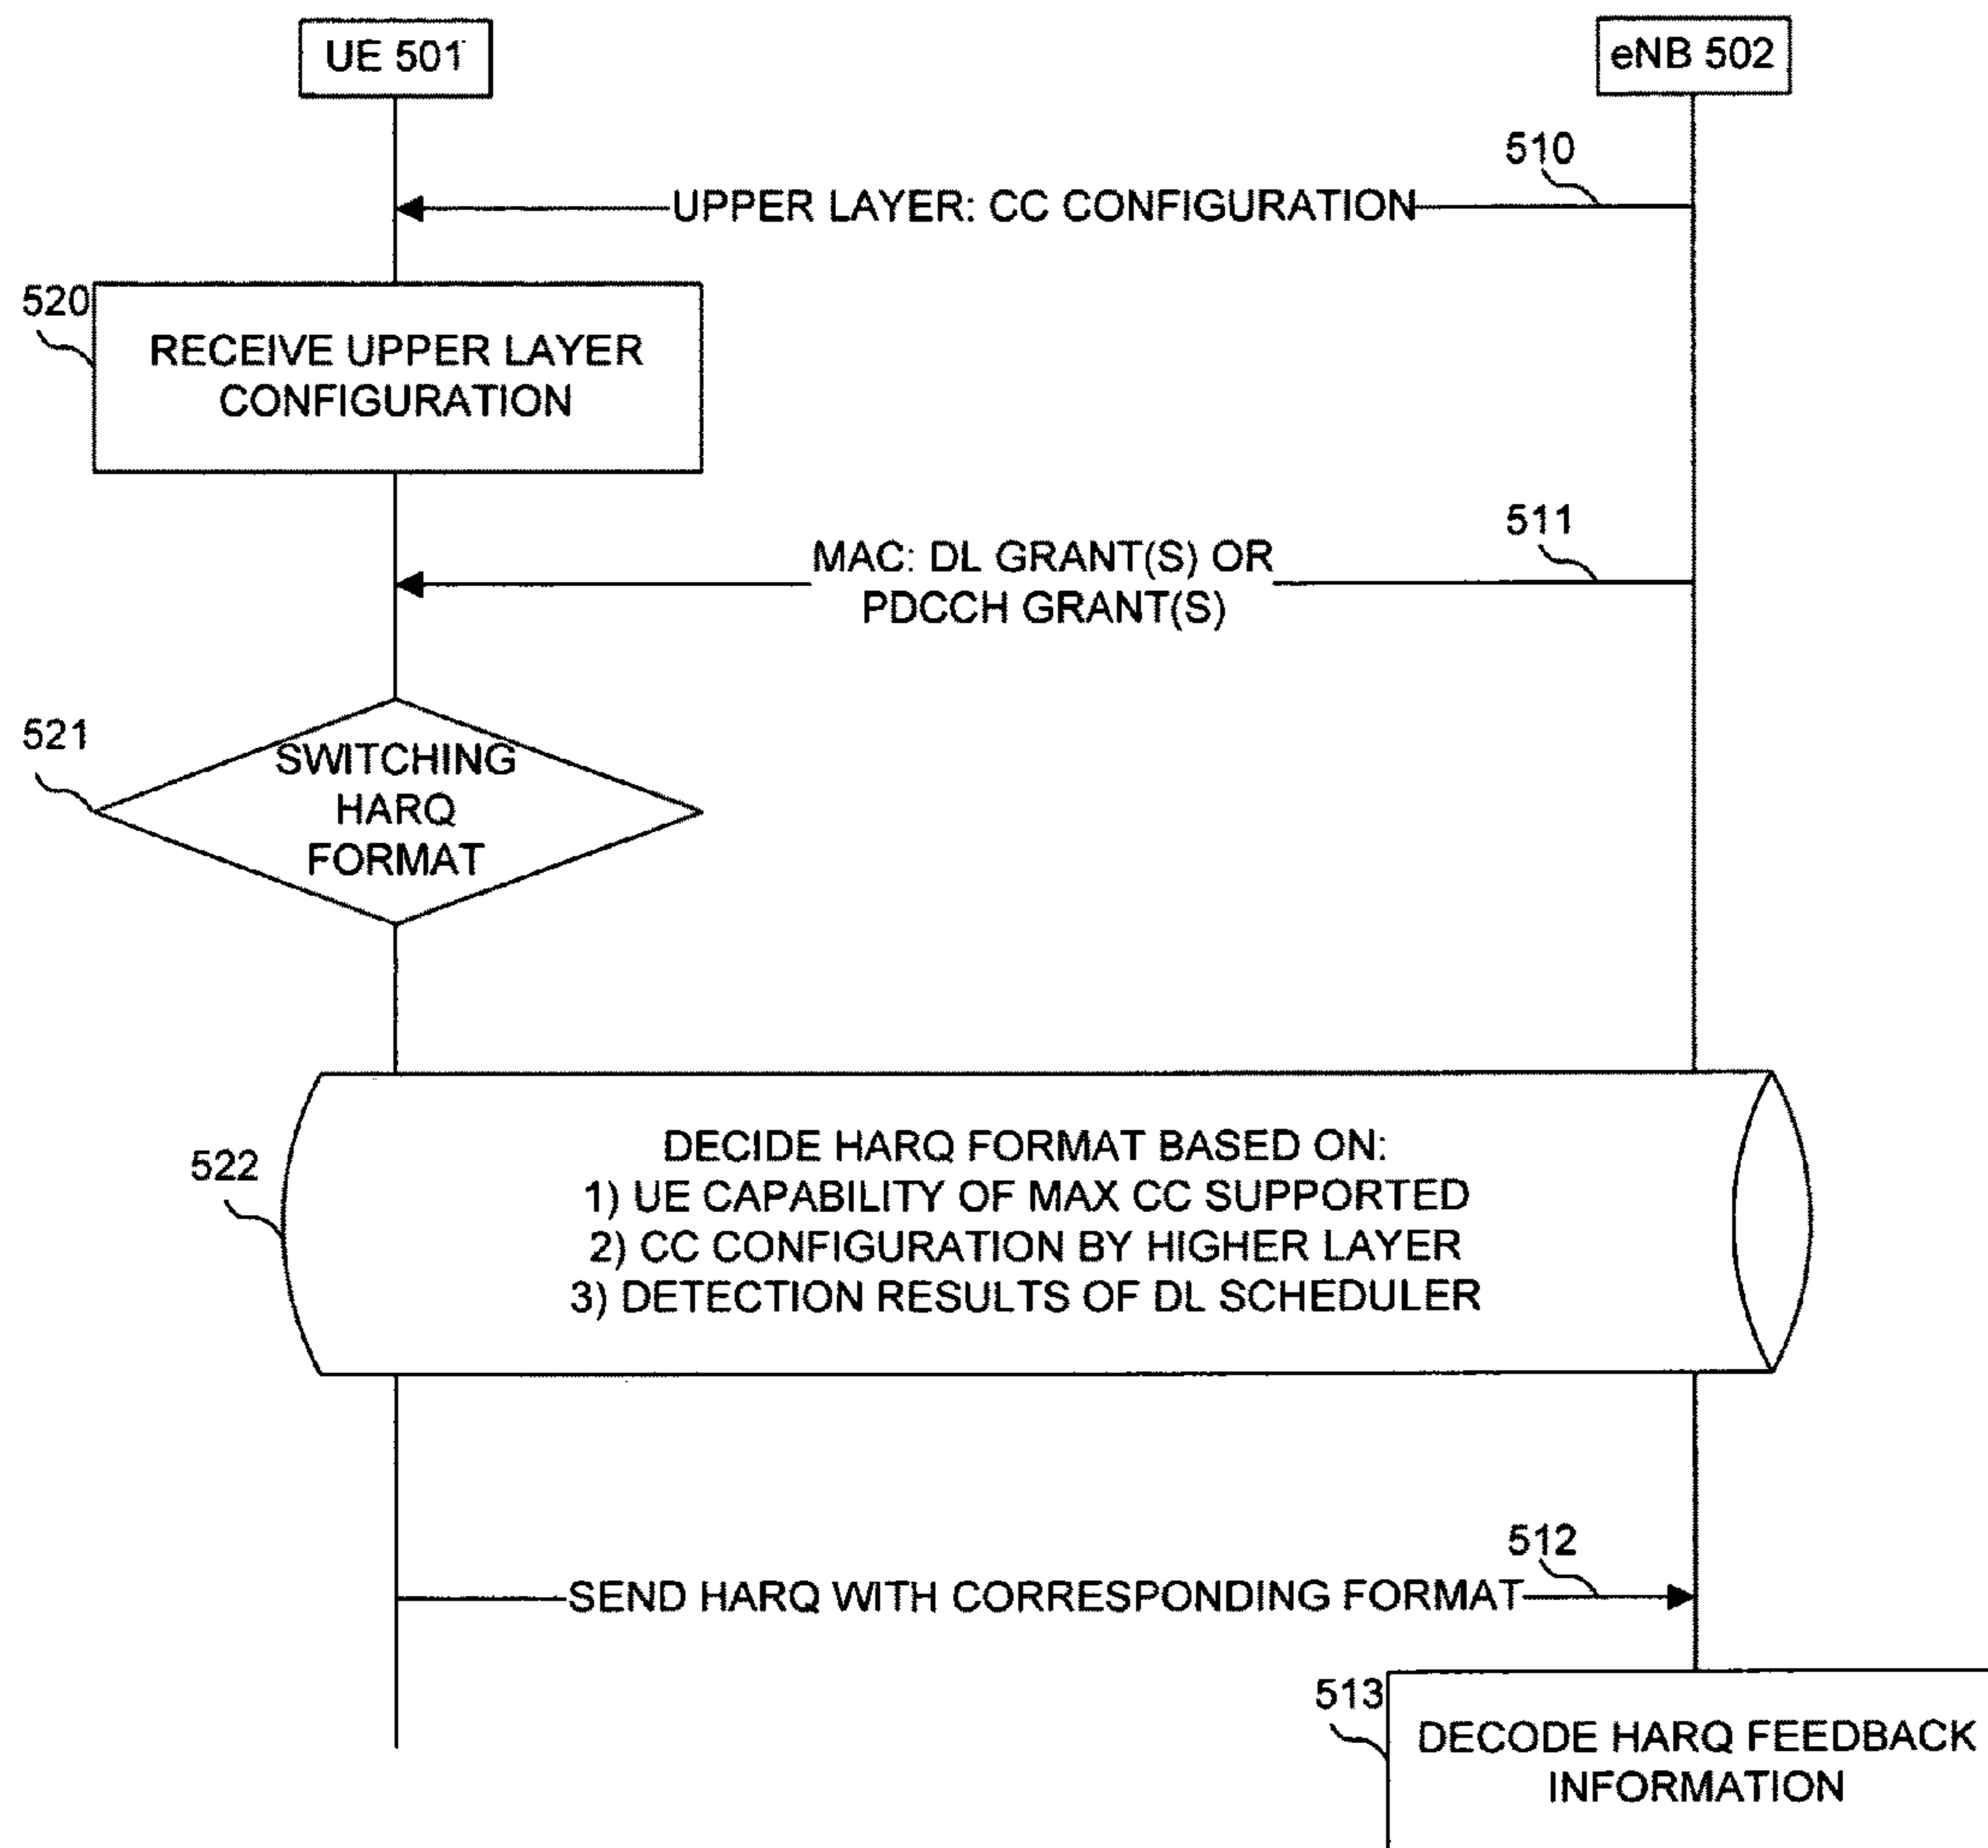 UE 501
eNB 502
510
UPPER LAYER: CC CONFIGURATION
520
RECEIVE UPPER LAYER
CONFIGURATION
511
MAC: DL GRANT(S) OR
PDCCH GRANT(S)
521
SWITCHING
HARQ
FORMAT
522
DECIDE HARQ FORMAT BASED ON:
1) UE CAPABILITY OF MAX CC SUPPORTED
2) CC CONFIGURATION BY HIGHER LAYER
3) DETECTION RESULTS OF DL SCHEDULER
512
SEND HARQ WITH CORRESPONDING FORMAT
513
DECODE HARQ FEEDBACK
INFORMATION